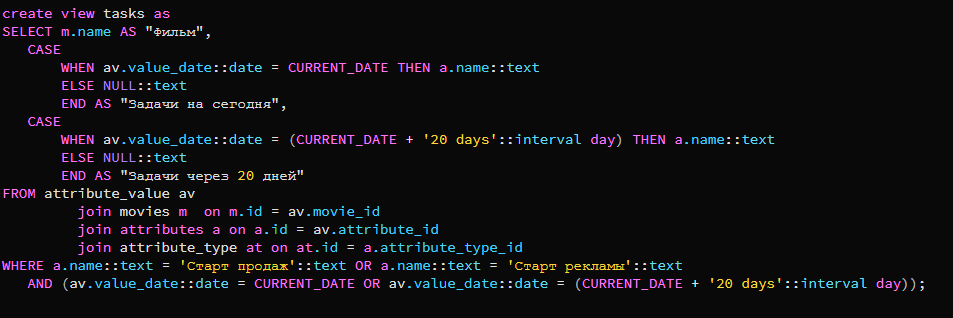 create view tasks as
SELECT m.name AS "Фильм",
   CASE
       WHEN av.value_date::date = CURRENT_DATE THEN a.name::text
       ELSE NULL::text
       END AS "Задачи на сегодня",
   CASE
       WHEN av.value_date::date = (CURRENT_DATE + '20 days'::interval day) THEN a.name::text
       ELSE NULL::text
       END AS "Задачи через 20 дней"
FROM attribute_value av
         join movies m  on m.id = av.movie_id
         join attributes a on a.id = av.attribute_id
         join attribute_type at on at.id = a.attribute_type_id
WHERE a.name::text = 'Старт продаж'::text OR a.name::text = 'Старт рекламы'::text
   AND (av.value_date::date = CURRENT_DATE OR av.value_date::date = (CURRENT_DATE + '20 days'::interval day));